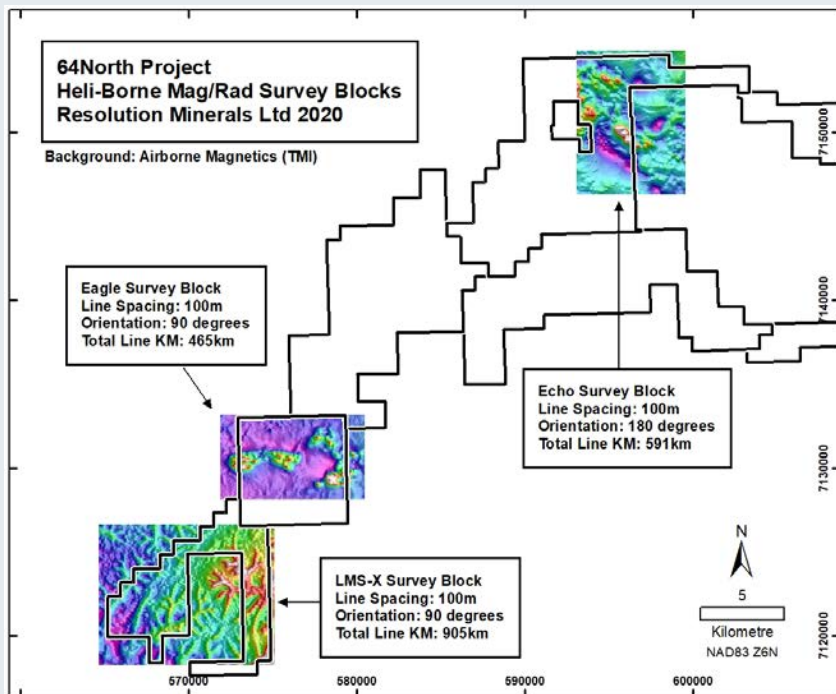 64North Project
Heli-Borne Mag/Rad Survey Blocks
Resolution Minerals Ltd 2020
Background: Airborne Magnetics (TMI)
7150000
Eagle Survey Block
Line Spacing: 100m
Orientation: 90 degrees
Total Line KM: 465km
7140000
Echo Survey Block
Line Spacing: 100m
Orientation: 180 degrees
Total Line KM: 591km
7130000
LMS-X Survey Block
Line Spacing: 100m
Orientation: 90 degrees
Total Line KM: 905km
N
5
Kilometre
NAD83 Z6N
7120000
570000
580000
590000
600000